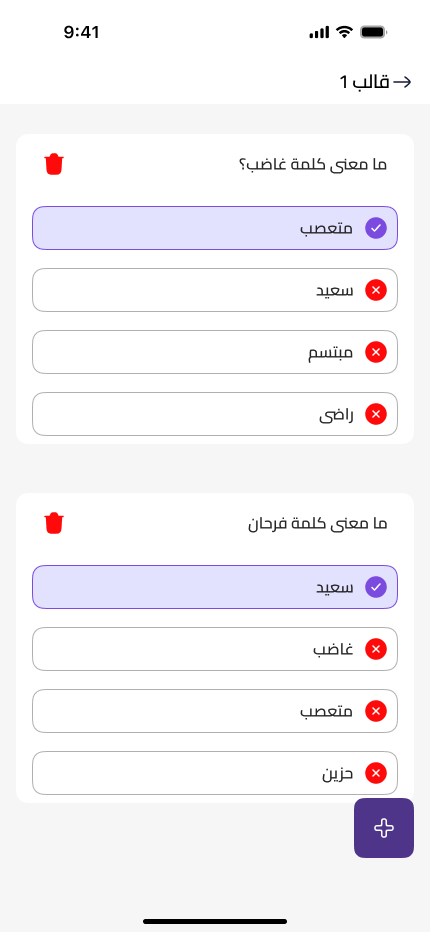 9:41
قالب 1
ما معنى كلمة غاضب؟
متعصب
سعيد
مبتسم
راضى
ما معنى كلمة فرحان
سعيد
غاضب
متعصب
حزين